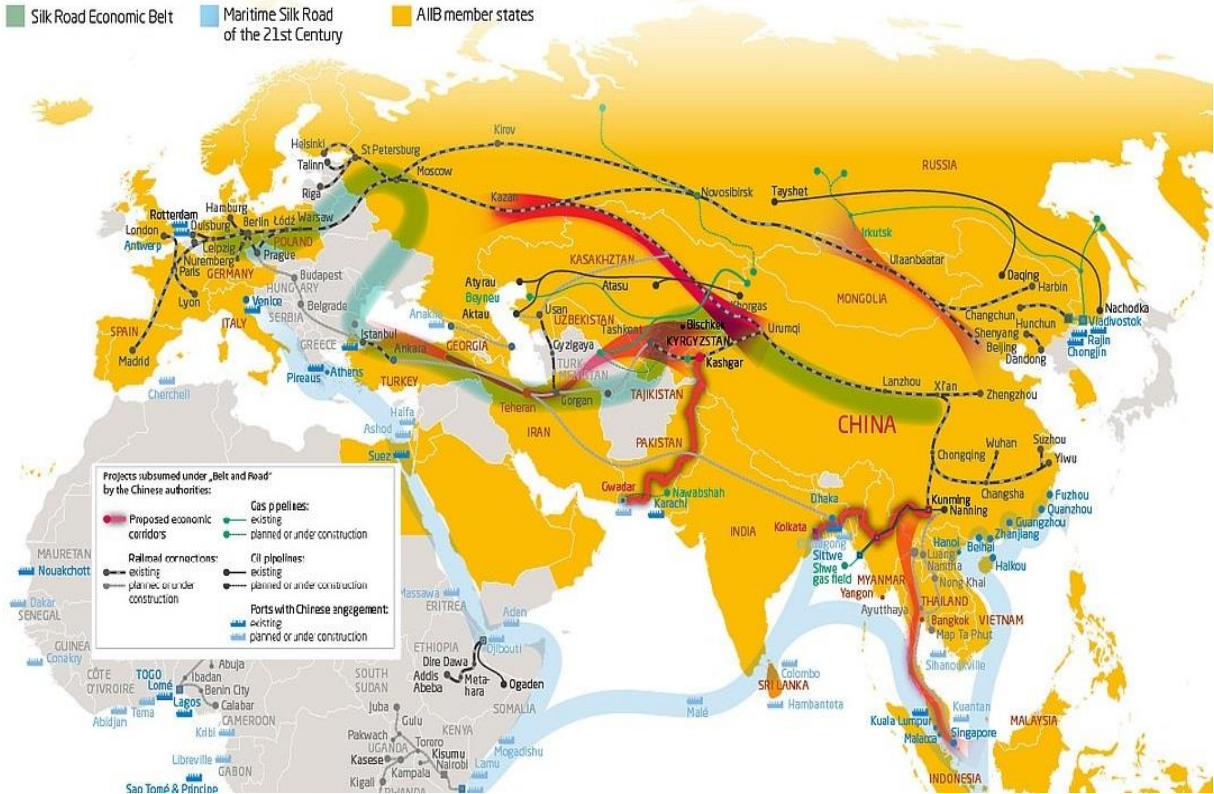 Silk Road Economic Belt
Maritime Silk Road
of the 21st Century
AIIB member states
Helsinki
St Petersburg
Talinn
Riga
Moscow
Kirov
Kazan
Novosibirsk
Tayshet
RUSSIA
Irkutsk
Ulaanbaatar
MONGOLIA
Daqing
Harbin
Changchun
Hunchun
Shenyang
Beijing
Dandong
Nachodka
Vladivostok
Rajin
Chongjin
Rotterdam
Hamburg
London
Duisburg
Berlin
Łódź
Warsaw
Antwerp
Leipzig
POLAND
Nuremberg
Prague
Paris
GERMANY
Lyon
Budapest
HUNGARY
Belgrade
SERBIA
Venice
ITALY
SPAIN
Madrid
GREECE
Istanbul
Piraeus
Athens
Ankara
TURKEY
Anaklia
GEORGIA
Cherchell
Haifa
Ashod
Suez
KASAKHZTAN
Atyrau
Beyneu
Aktau
Atasu
Usan
UZBEKISTAN
Tashkent
Khorgas
Bischkek
KYRGYZSTAN
Kashgar
Urumqi
Gyzlgaya
TURK
MENISTAN
TAJIKISTAN
Teheran
Gorgan
IRAN
PAKISTAN
Gwadar
Nawabshah
Karachi
INDIA
Lanzhou
Xi'an
Zhengzhou
CHINA
Chongqing
Wuhan
Suzhou
Yiwu
Changsha
Kunming
Nanning
Fuzhou
Quanzhou
Guangzhou
Zhanjiang
Beihai
Haikou
Hanoi
Dhaka
Kolkata
Sittwe
Shwe
gas field
MYANMAR
Yangon
Luang
Namtha
Nong Khai
Ayutthaya
THAILAND
Bangkok
VIETNAM
Map Ta Phut
Sihanoukville
Colombo
SRI LANKA
Hambantota
Malé
Kuala Lumpur
Kuantan
MALAYSIA
Malacca
Singapore
INDONESIA
Projects subsumed under „Belt and Road"
by the Chinese authorities:
Proposed economic
corridors
Railroad connections:
existing
planned or under
construction
Gas pipelines:
existing
planned or under construction
Oil pipelines:
existing
planned or under construction
Ports with Chinese engagement:
existing
planned or under construction
MAURETAN
Nouakchott
Dakar
SENEGAL
GUINEA
Conakry
CÔTE
D'IVOIRE
Abidjan
Tema
TOGO
Lomé
Lagos
Abuja
Ibadan
Benin City
Calabar
CAMEROON
Kribi
Libreville
GABON
Sao Tomé & Principe
Massawa
ERITREA
Aden
Djibouti
ETHIOPIA
Dire Dawa
Addis
Abeba
Meta-
hara
Ogaden
SOMALIA
SOUTH
SUDAN
Juba
Gulu
Pakwach
UGANDA
Tororo
Kasese
Kampala
Kigali
RWANDA
KENYA
Kisumu
Nairobi
Lamu
Mogadishu